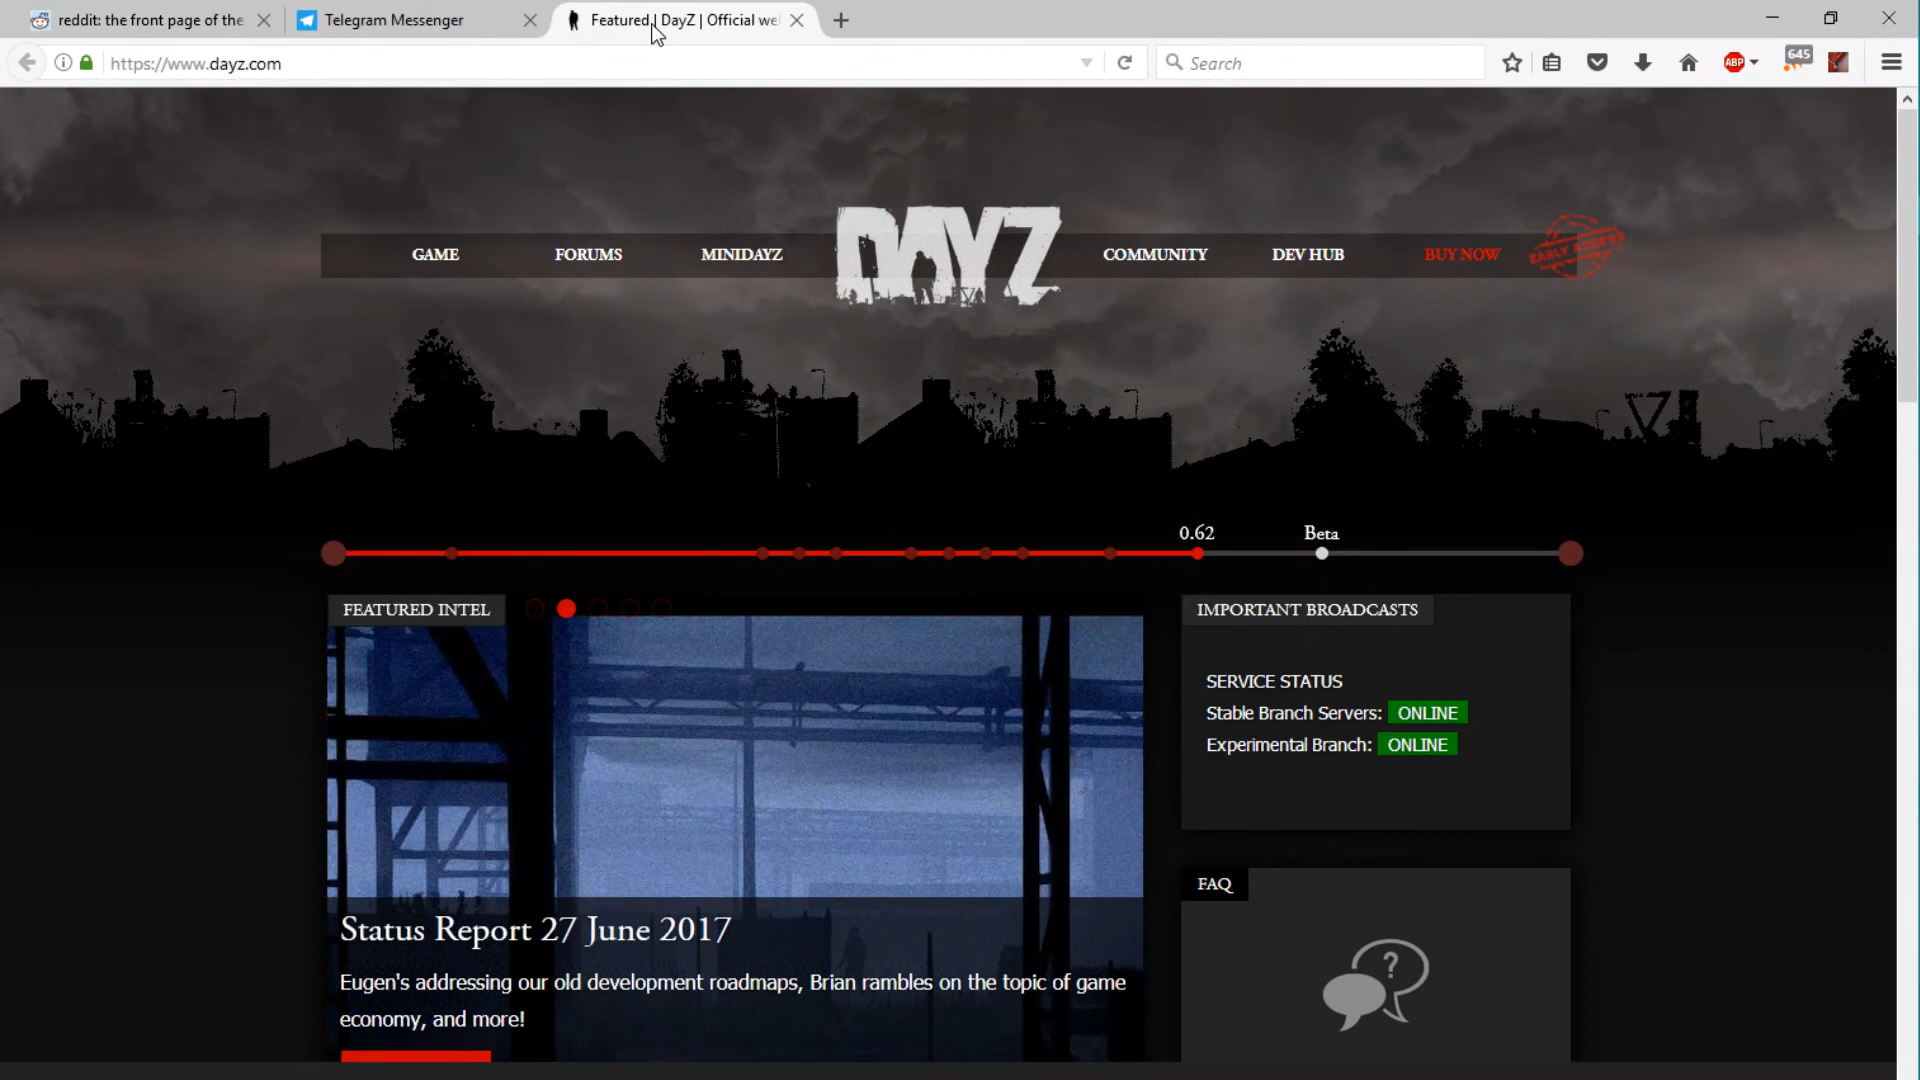 reddit: the front page of the
Telegram Messenger
Featured | DayZ | Official we
https://www.dayz.com
Search
ABP
645
GAME
FORUMS
MINIDAYZ
DAYZ
COMMUNITY
DEV HUB
BUY NOW
EARLY ACCESS
0.62
Beta
FEATURED INTEL
IMPORTANT BROADCASTS
SERVICE STATUS
Stable Branch Servers: ONLINE
Experimental Branch: ONLINE
FAQ
Status Report 27 June 2017
Eugen's addressing our old development roadmaps, Brian rambles on the topic of game
economy, and more!